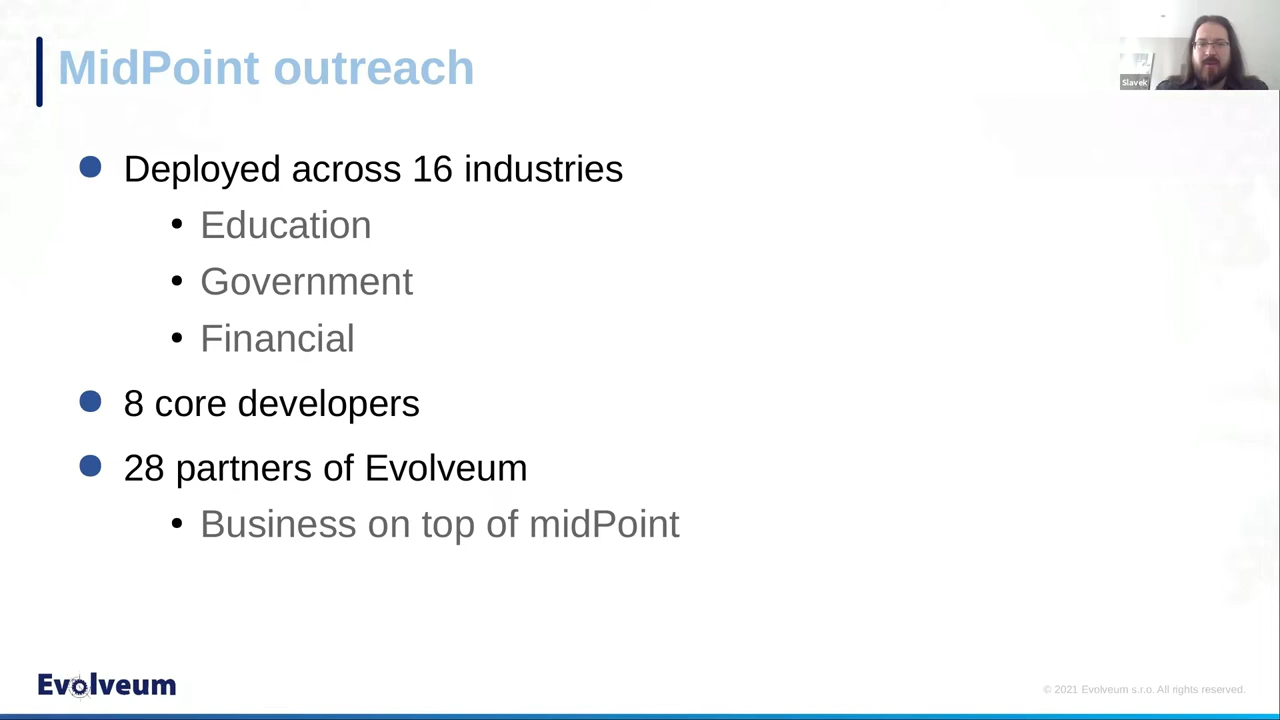 MidPoint outreach
Slavek
Deployed across 16 industries
Education
Government
Financial
8 core developers
28 partners of Evolveum
Business on top of midPoint
Evolveum
© 2021 Evolveum s.r.o. All rights reserved.